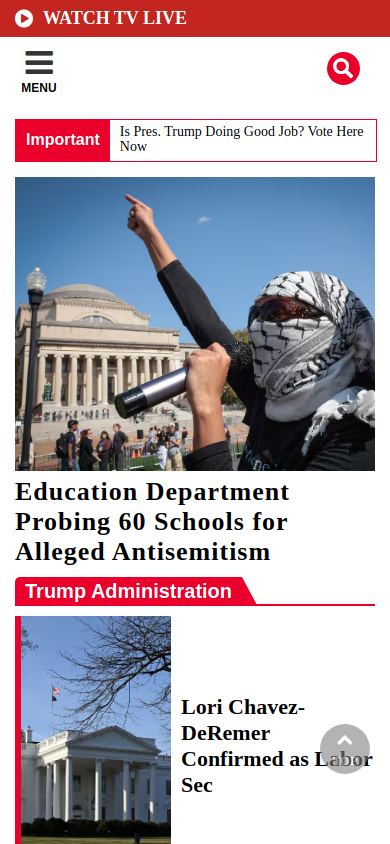 WATCH TV LIVE
MENU
Important
Is Pres. Trump Doing Good Job? Vote Here
Now
Education Department
Probing 60 Schools for
Alleged Antisemitism
Trump Administration
Lori Chavez-
DeRemer
Confirmed as Labor
Sec